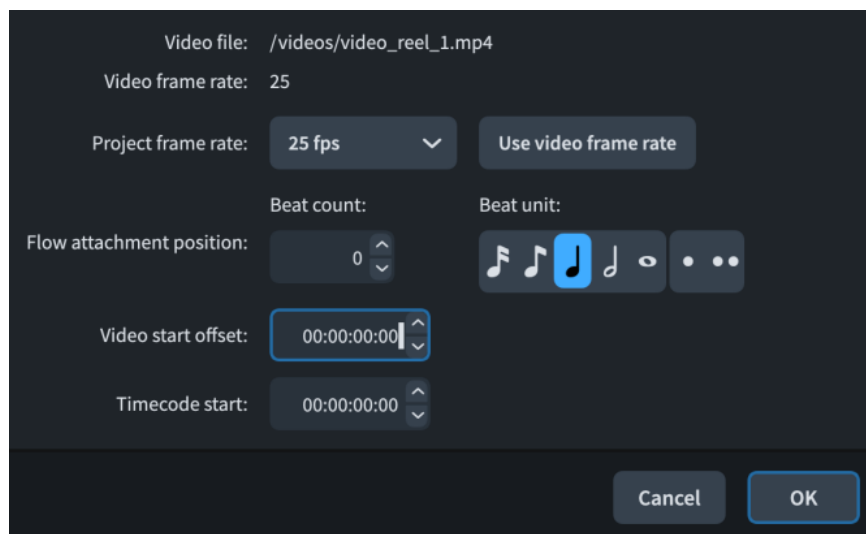 Video file: /videos/video_reel_1.mp4
Video frame rate: 25
Project frame rate: 25 fps Use video frame rate
Beat count: Beat unit:
Flow attachment position: 0
Video start offset: 00:00:00:00
Timecode start: 00:00:00:00
Cancel OK